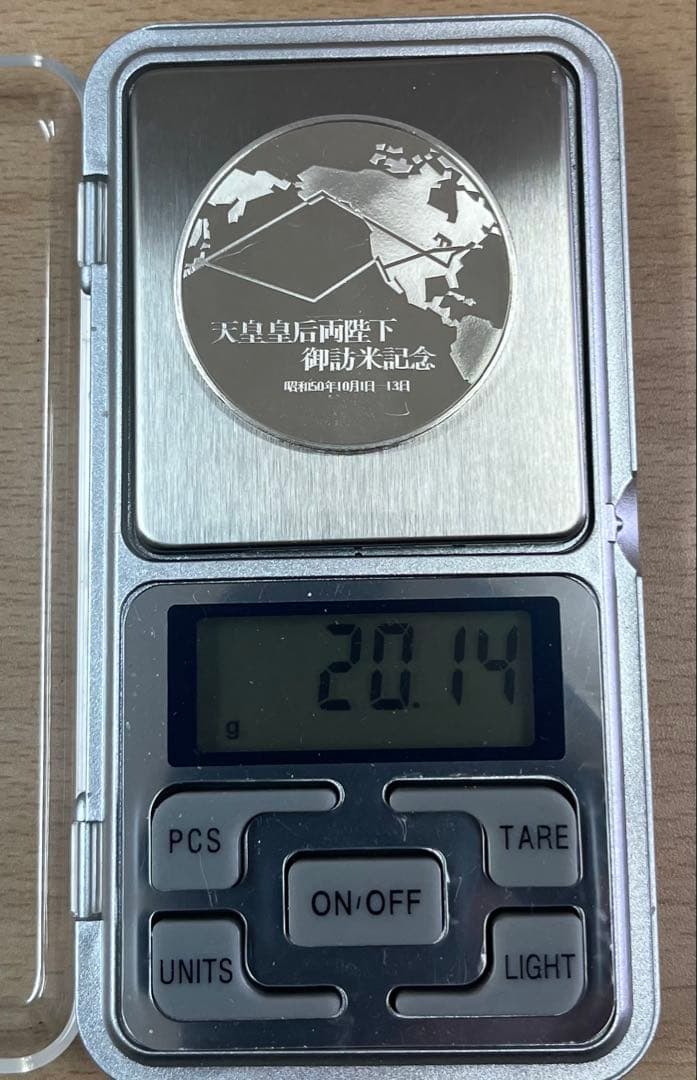 天皇皇后両陛下
御訪米記念
昭和50年10月1日—13日
20.14
g
PCS
TARE
ON/OFF
UNITS
LIGHT